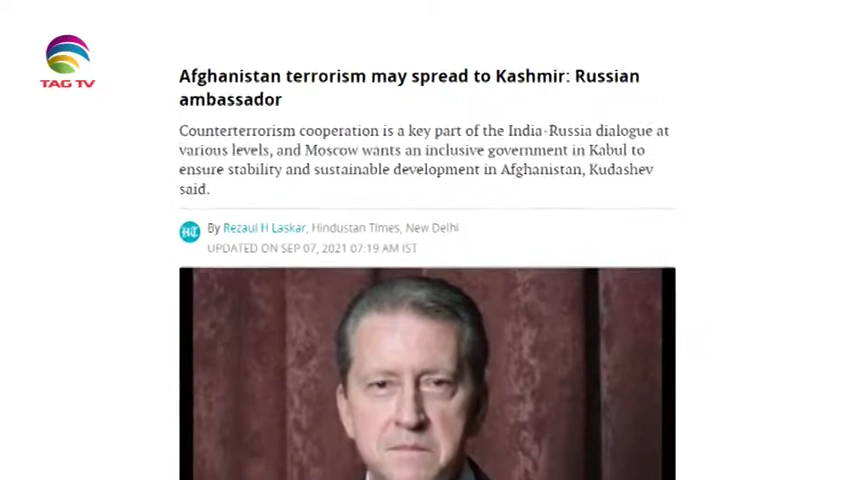 TAG TV
Afghanistan terrorism may spread to Kashmir: Russian
ambassador
Counterterrorism cooperation is a key part of the India-Russia dialogue at
various levels, and Moscow wants an inclusive government in Kabul to
ensure stability and sustainable development in Afghanistan, Kudashev
said.
HT
By Rezaul H Laskar, Hindustan Times, New Delhi
UPDATED ON SEP 07, 2021 07:19 AM IST